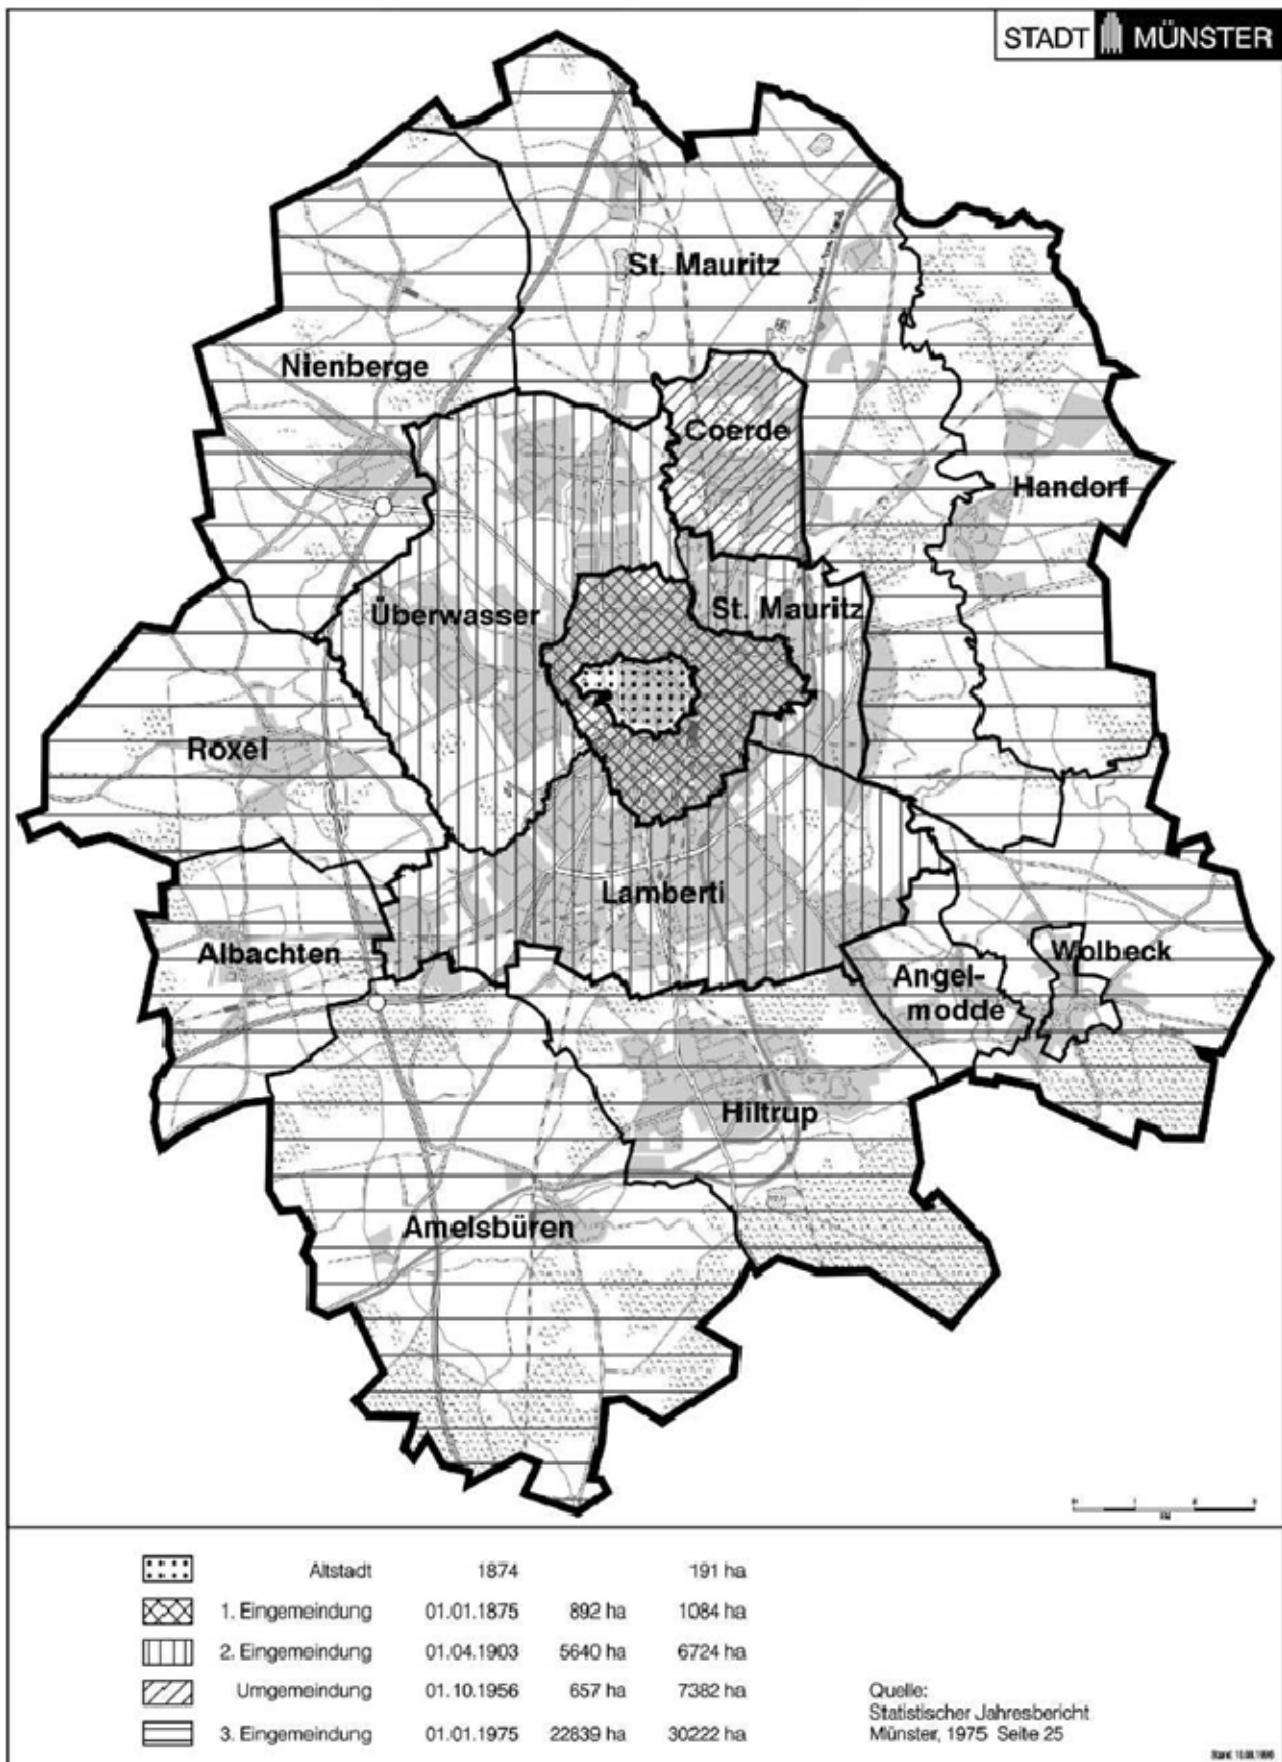 STADT MÜNSTER
St. Mauritz
Nienberge
Coerde
Handorf
Überwasser
St. Mauritz
Roxel
Lamberti
Albachten
Wolbeck
Angel-
modde
Hiltrup
Amelsbüren
Altstadt 1874 191 ha
1. Eingemeindung 01.01.1875 892 ha 1084 ha
2. Eingemeindung 01.04.1903 5640 ha 6724 ha
Umgemeindung 01.10.1956 657 ha 7382 ha
3. Eingemeindung 01.01.1975 22839 ha 30222 ha
Quelle:
Statistischer Jahresbericht
Münster, 1975 Seite 25